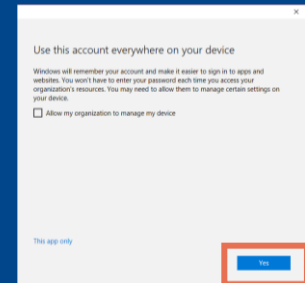 Use this account everywhere on your device
Windows will remember your account and make it easier to sign in to apps and
websites. You won't have to enter your password each time you access your
organization's resources. You may need to allow them to manage certain settings on
your device.
Allow my organization to manage my device
This app only
Yes